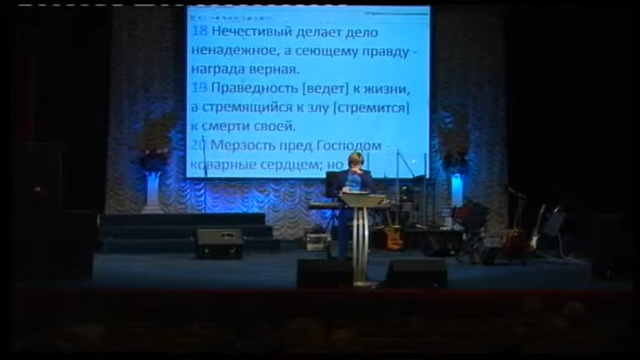 18 Нечестивый делает дело
ненадежное, а сеющему правду -
награда верная.
19 Праведность [ведет] к жизни,
а стремящийся к злу [стремится]
к смерти своей.
20 Мерзость пред Господом -
коварные сердцем; но